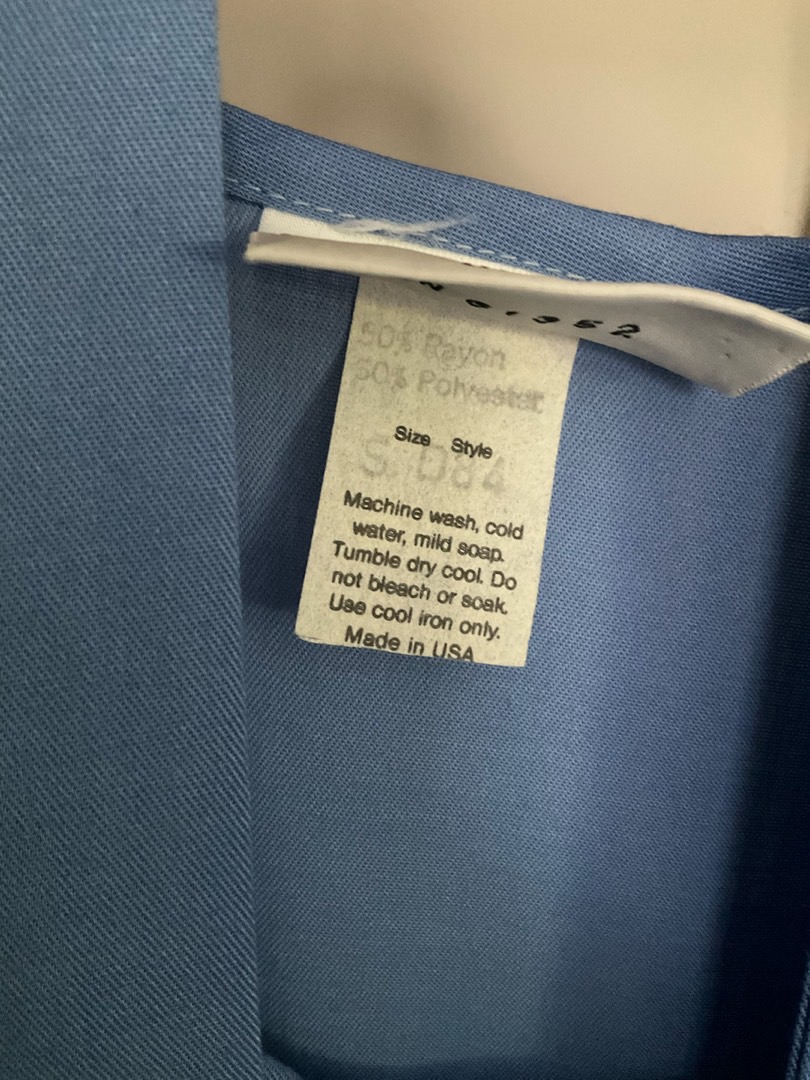 50% Rayon
50% Polyester
Size Style
S D84
Machine wash, cold
water, mild soap.
Tumble dry cool. Do
not bleach or soak.
Use cool iron only.
Made in USA